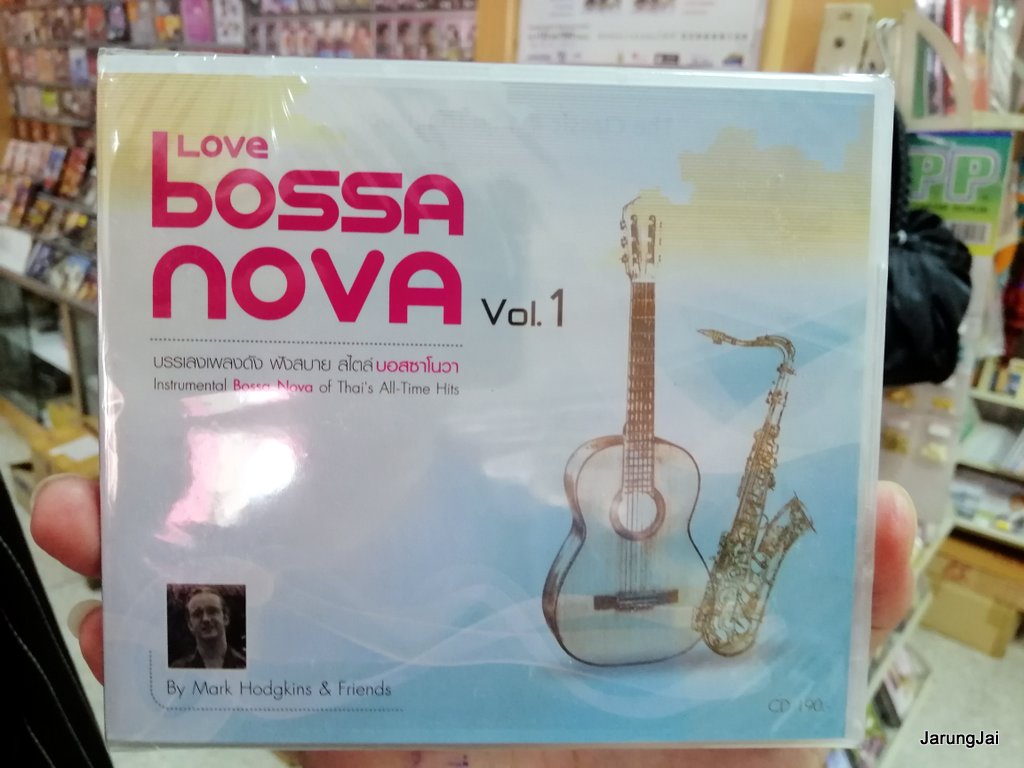 Love
bossa
nova Vol.1
บรรเลงเพลงดัง ฟังสบาย สไตล์บอสซาโนวา
Instrumental Bossa Nova of Thai's All-Time Hits
By Mark Hodgkins & Friends
CD 190.-
PP
JarungJai